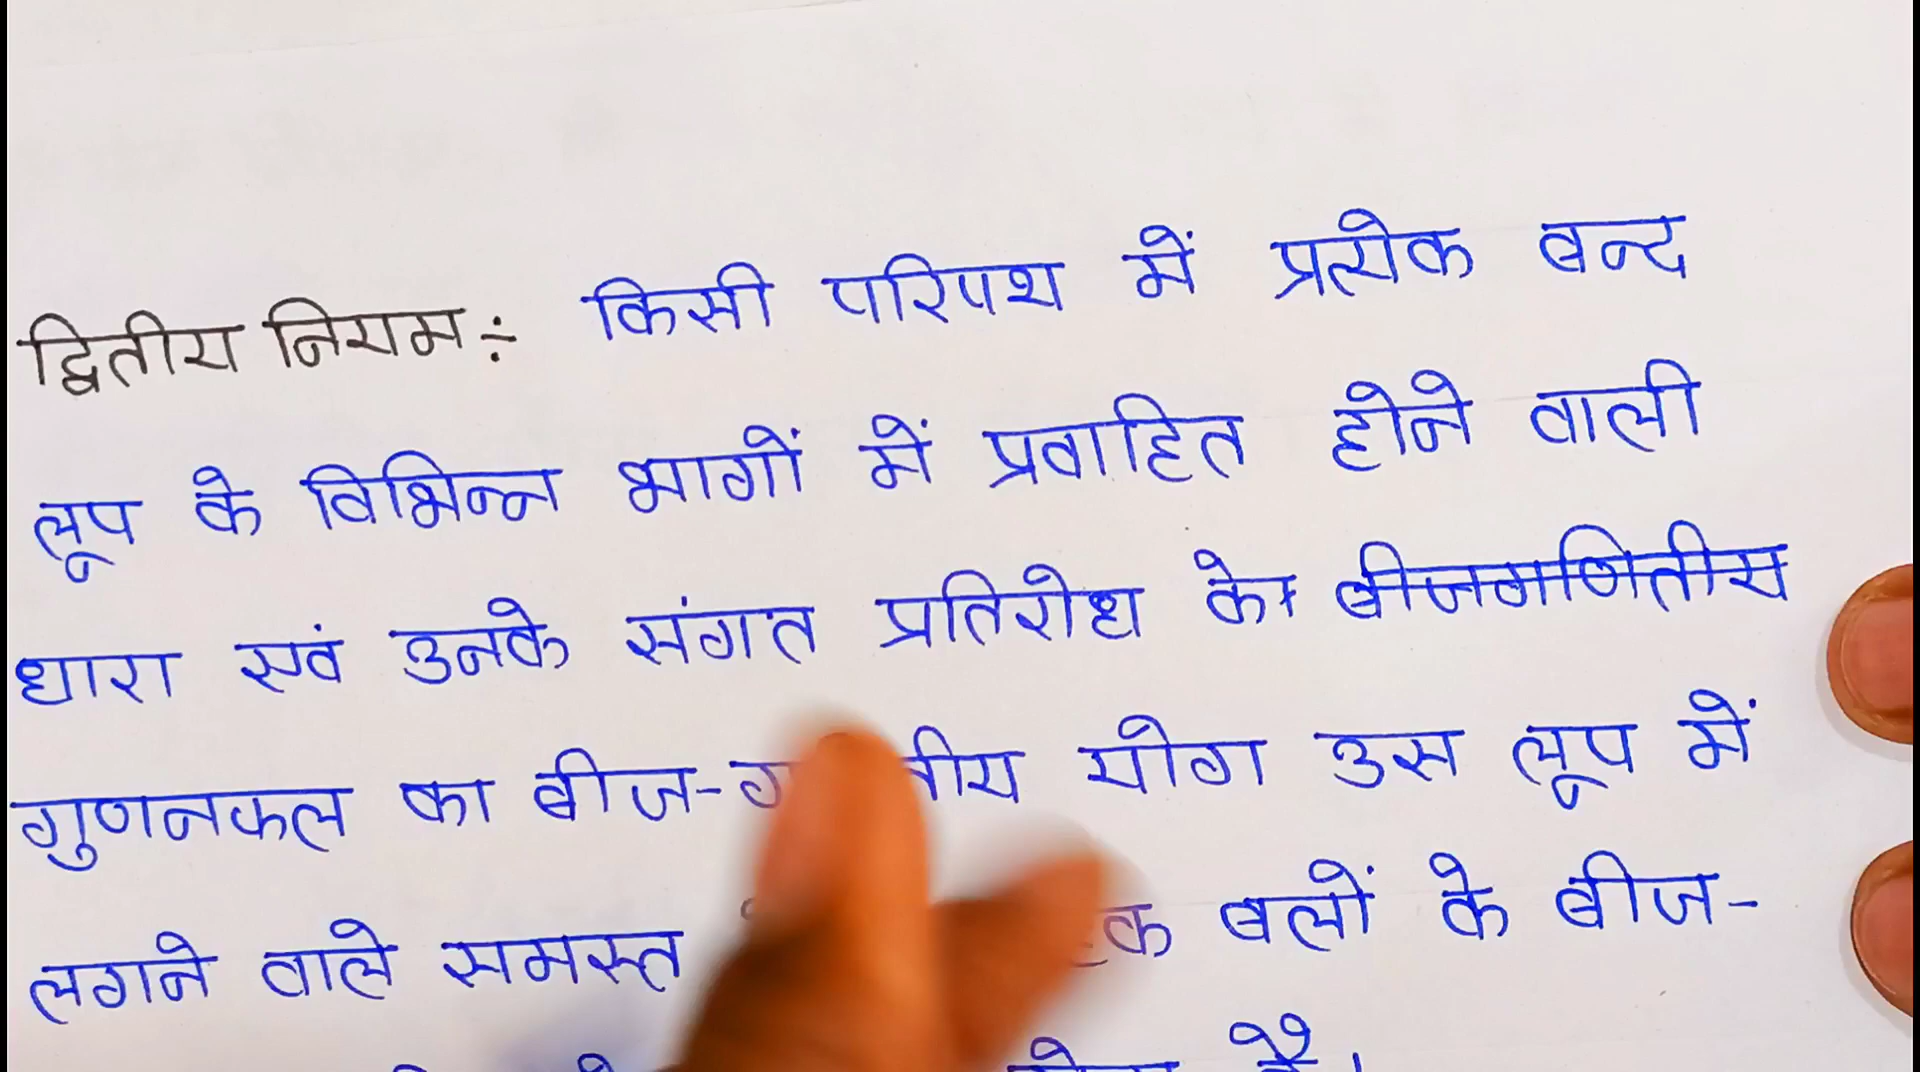 द्वितीय नियम ÷ किसी परिपथ में प्रत्येक बन्द
लूप के विभिन्न भागों में प्रवाहित होने वाली
धारा एवं उनके संगत प्रतिरोध के बीजगणितीय
गुणनफल का योग उस लूप में
लगने वाले समस्त बलों के बीज-
है।